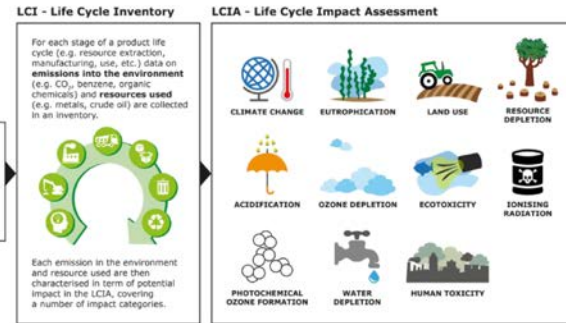 LCI - Life Cycle Inventory
For each stage of a product life
cycle (e.g. resource extraction,
manufacturing, use, etc.) data on
emissions into the environment
(e.g. CO₂, benzene, organic
chemicals) and resources used
(e.g. metals, crude oil) are collected
in an inventory.
Each emission in the environment
and resource used are then
characterised in term of potential
impact in the LCIA, covering
a number of impact categories.
LCIA - Life Cycle Impact Assessment
CLIMATE CHANGE
EUTROPHICATION
LAND USE
RESOURCE
DEPLETION
ACIDIFICATION
OZONE DEPLETION
ECOTOXICITY
IONISING
RADIATION
PHOTOCHEMICAL
OZONE FORMATION
WATER
DEPLETION
HUMAN TOXICITY